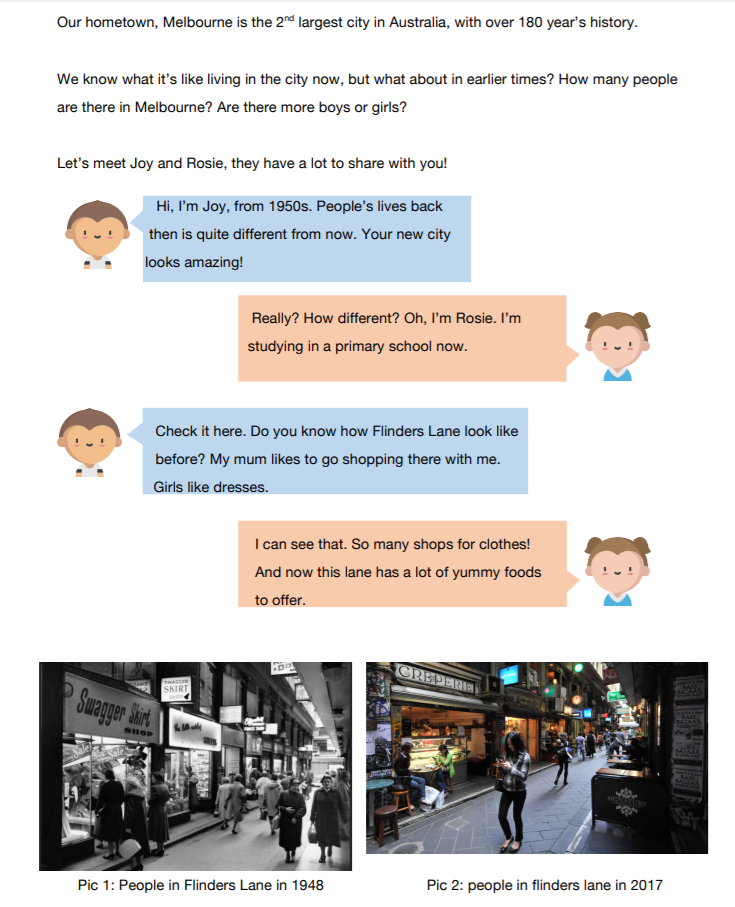 Our hometown, Melbourne is the 2nd largest city in Australia, with over 180 year's history.
We know what it's like living in the city now, but what about in earlier times? How many people
are there in Melbourne? Are there more boys or girls?
Let's meet Joy and Rosie, they have a lot to share with you!
Hi, I'm Joy, from 1950s. People's lives back
then is quite different from now. Your new city
looks amazing!
Really? How different? Oh, I'm Rosie. I'm
studying in a primary school now.
Check it here. Do you know how Flinders Lane look like
before? My mum likes to go shopping there with me.
Girls like dresses.
I can see that. So many shops for clothes!
And now this lane has a lot of yummy foods
to offer.
Swagger Skirt
SHOP
SWAGGER
SKIRT
SHOP
CREPERIE
Pic 1: People in Flinders Lane in 1948
Pic 2: people in flinders lane in 2017